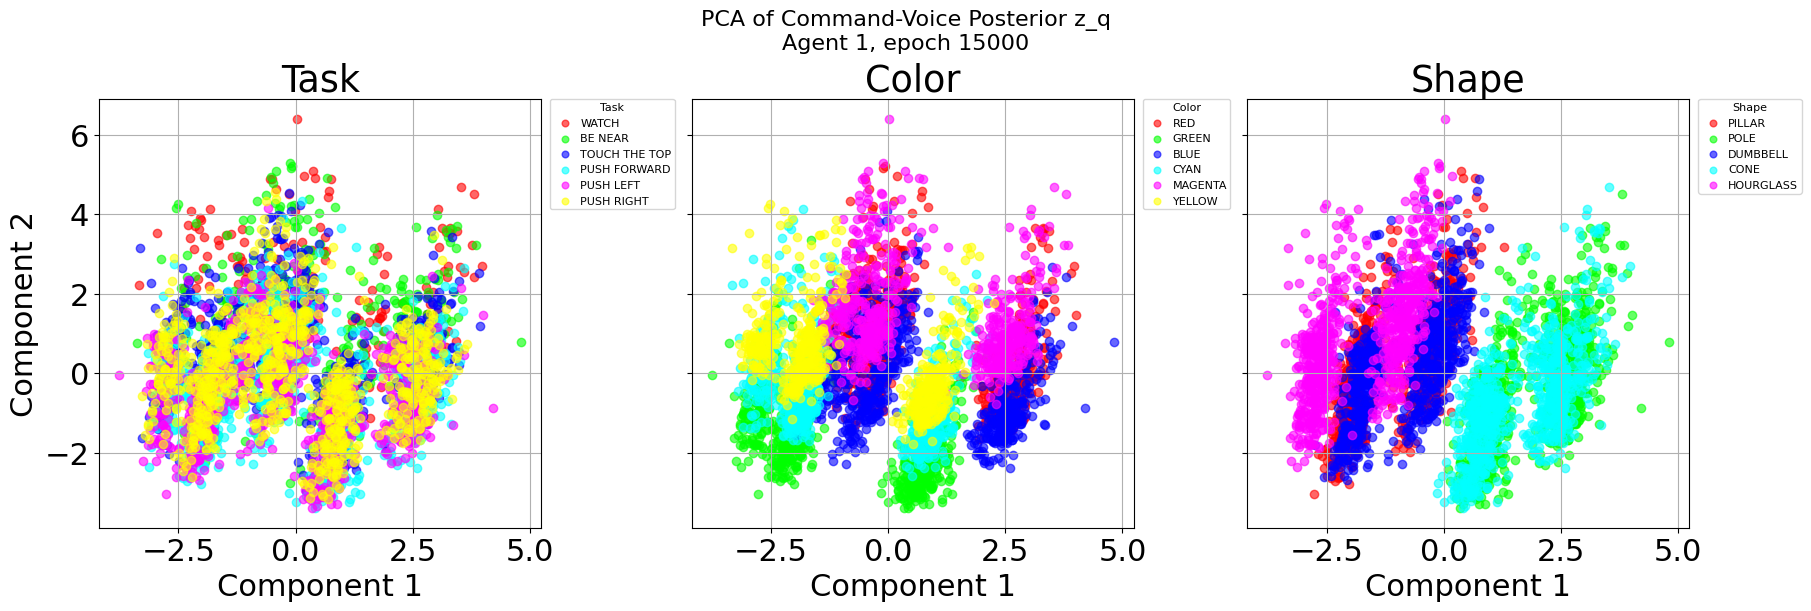 PCA of Command-Voice Posterior z_q
Agent 1, epoch 15000
Task
Color
Shape
Task
WATCH
BE NEAR
TOUCH THE TOP
PUSH FORWARD
PUSH LEFT
PUSH RIGHT
Color
RED
GREEN
BLUE
CYAN
MAGENTA
YELLOW
Shape
PILLAR
POLE
DUMBBELL
CONE
HOURGLASS
Component 2
6
4
2
0
−2
−2.5 0.0 2.5 5.0
−2.5 0.0 2.5 5.0
−2.5 0.0 2.5 5.0
Component 1
Component 1
Component 1